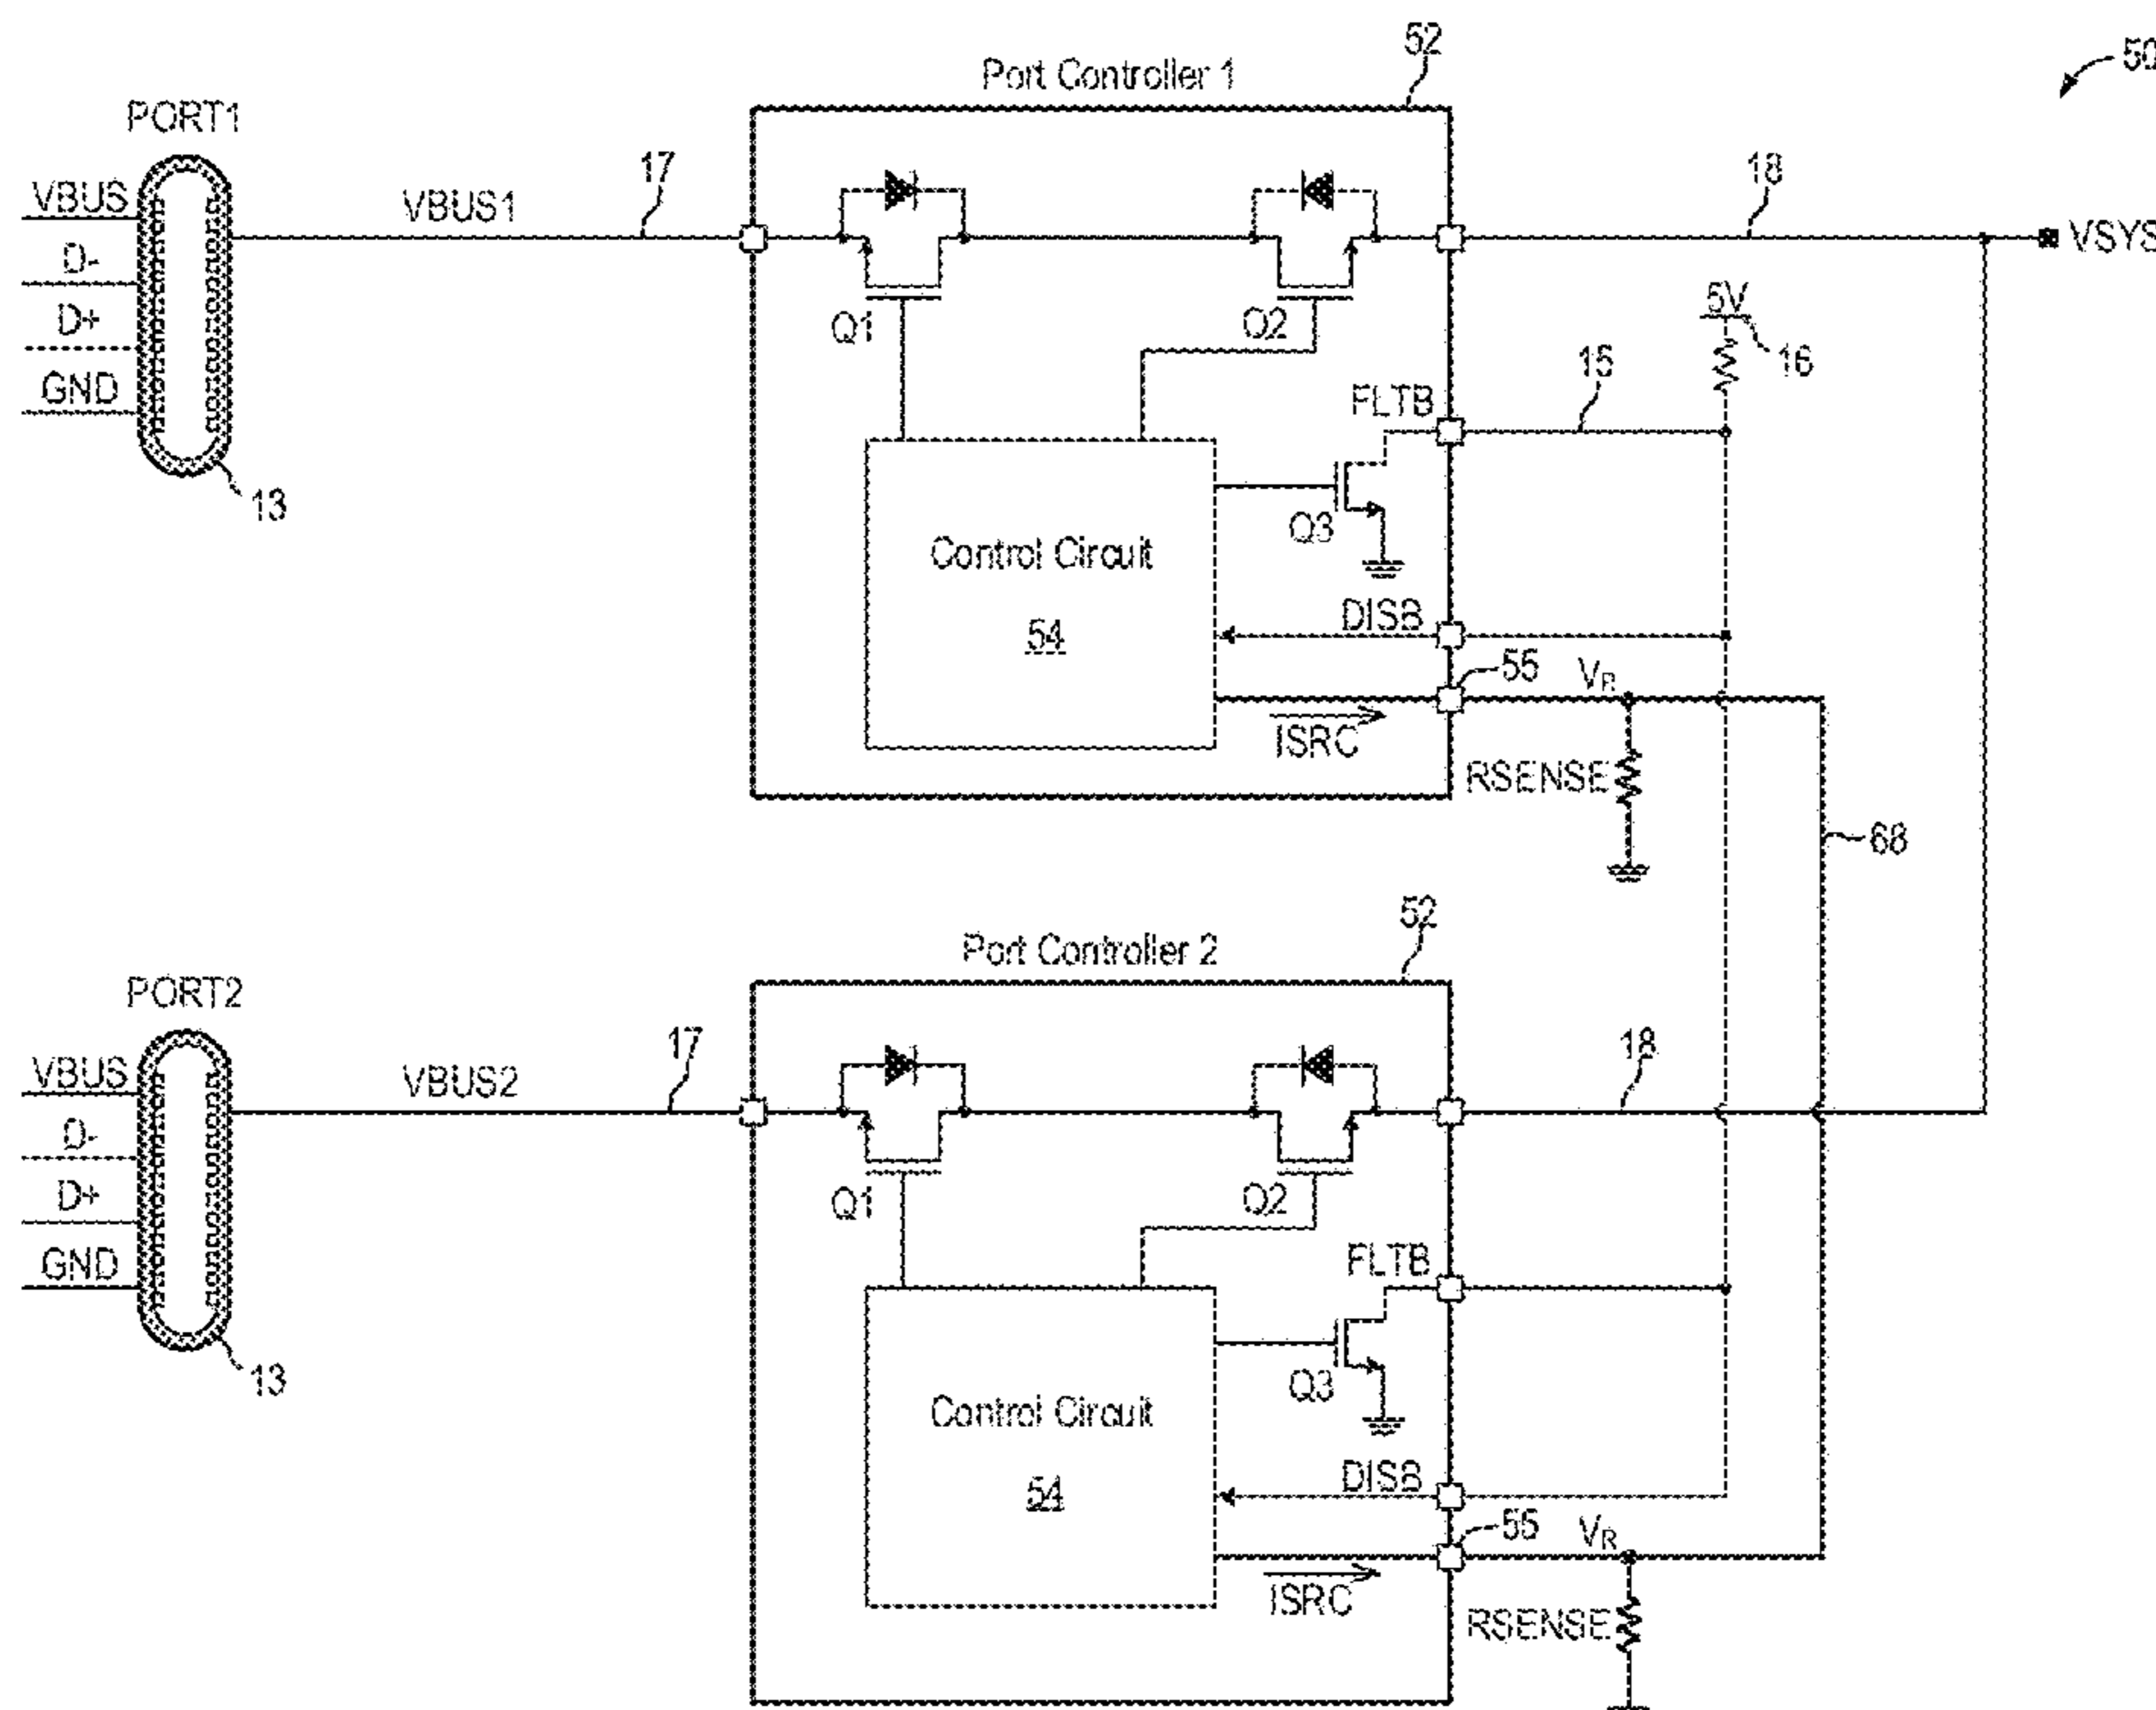 52
50
Port Controller 1
PORT1
VBUS
VBUS1
17
18
VSYS
D-
D+
GND
13
Q1
Q2
5V
16
15
FLTB
Q3
Control Circuit
54
DISB
55
VR
ISRC
RSENSE
68
52
Port Controller 2
PORT2
VBUS
VBUS2
17
18
D-
D+
GND
13
Q1
Q2
FLTB
Q3
Control Circuit
54
DISB
55
VR
ISRC
RSENSE